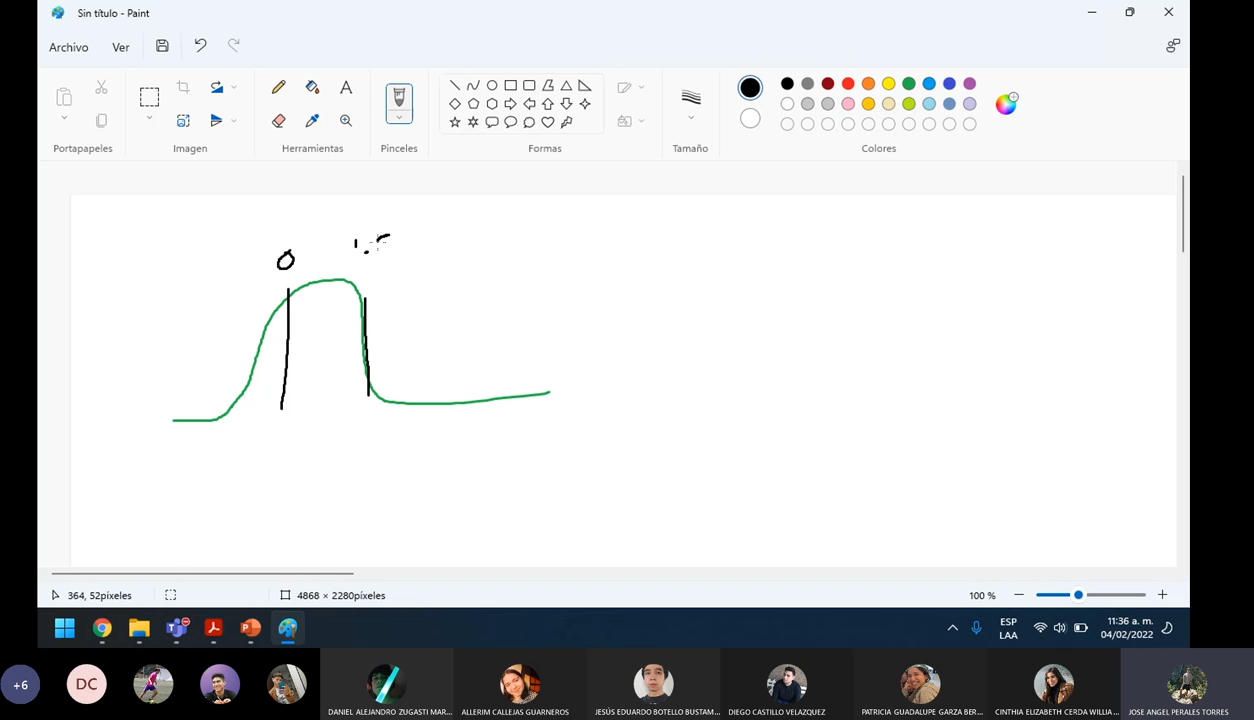 Sin título - Paint
Archivo Ver
Portapapeles Imagen Herramientas Pinceles Formas Tamaño Colores
A
0
364, 52píxeles 4868 × 2280píxeles 100 %
ESP
LAA
11:36 a. m.
04/02/2022
+6
DC
DANIEL ALEJANDRO ZUGASTI MAR... ALLERIM CALLEJAS GUARNEROS JESÚS EDUARDO BOTELLO BUSTAM... DIEGO CASTILLO VELAZQUEZ PATRICIA GUADALUPE GARZA BER... CINTHIA ELIZABETH CERDA WILLIA ... JOSE ANGEL PERALES TORRES